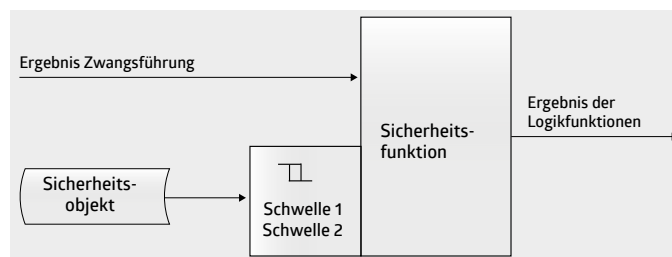 Ergebnis Zwangsführung
Sicherheits-
objekt
Schwelle 1
Schwelle 2
Sicherheits-
funktion
Ergebnis der
Logikfunktionen